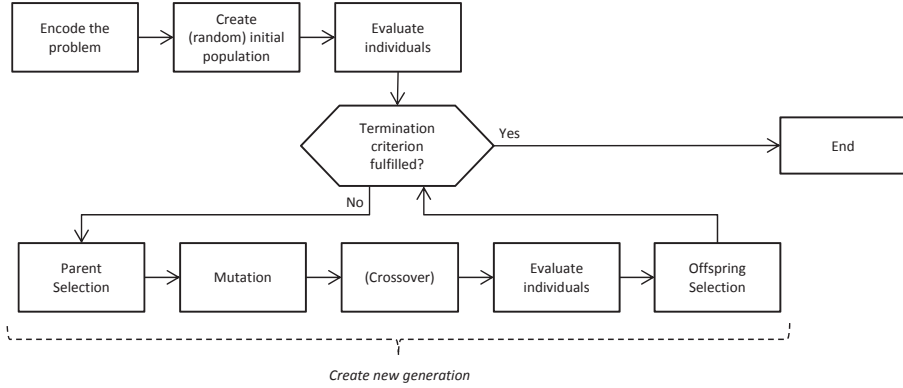 Encode the
problem
Create
(random) initial
population
Evaluate
individuals
Termination
criterion
fulfilled?
Yes
End
No
Parent
Selection
Mutation
(Crossover)
Evaluate
individuals
Offspring
Selection
Create new generation